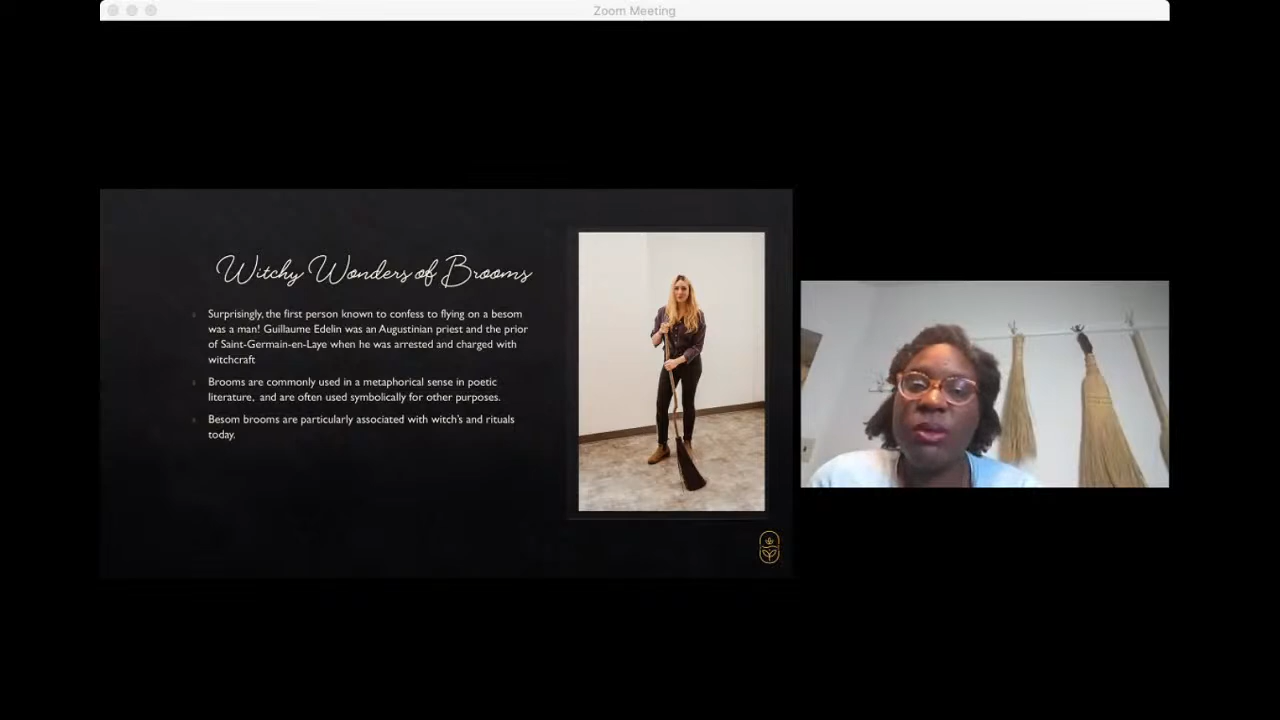 Zoom Meeting
Witchy Wonders of Brooms
Surprisingly, the first person known to confess to flying on a besom
was a man! Guillaume Edelin was an Augustinian priest and the prior
of Saint-Germain-en-Laye when he was arrested and charged with
witchcraft
Brooms are commonly used in a metaphorical sense in poetic
literature, and are often used symbolically for other purposes.
Besom brooms are particularly associated with witch's and rituals
today.